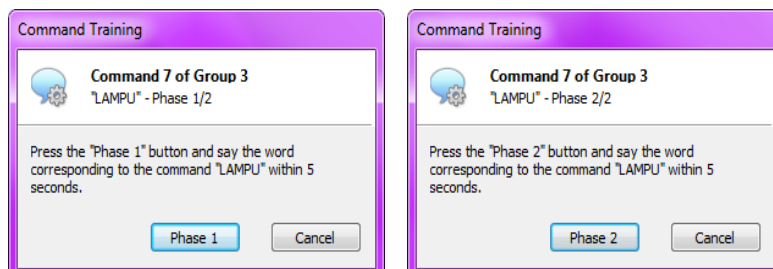 Command Training
Command 7 of Group 3
"LAMPU" - Phase 1/2
Press the "Phase 1" button and say the word
corresponding to the command "LAMPU" within 5
seconds.
Phase 1
Cancel
Command Training
Command 7 of Group 3
"LAMPU" - Phase 2/2
Press the "Phase 2" button and say the word
corresponding to the command "LAMPU" within 5
seconds.
Phase 2
Cancel